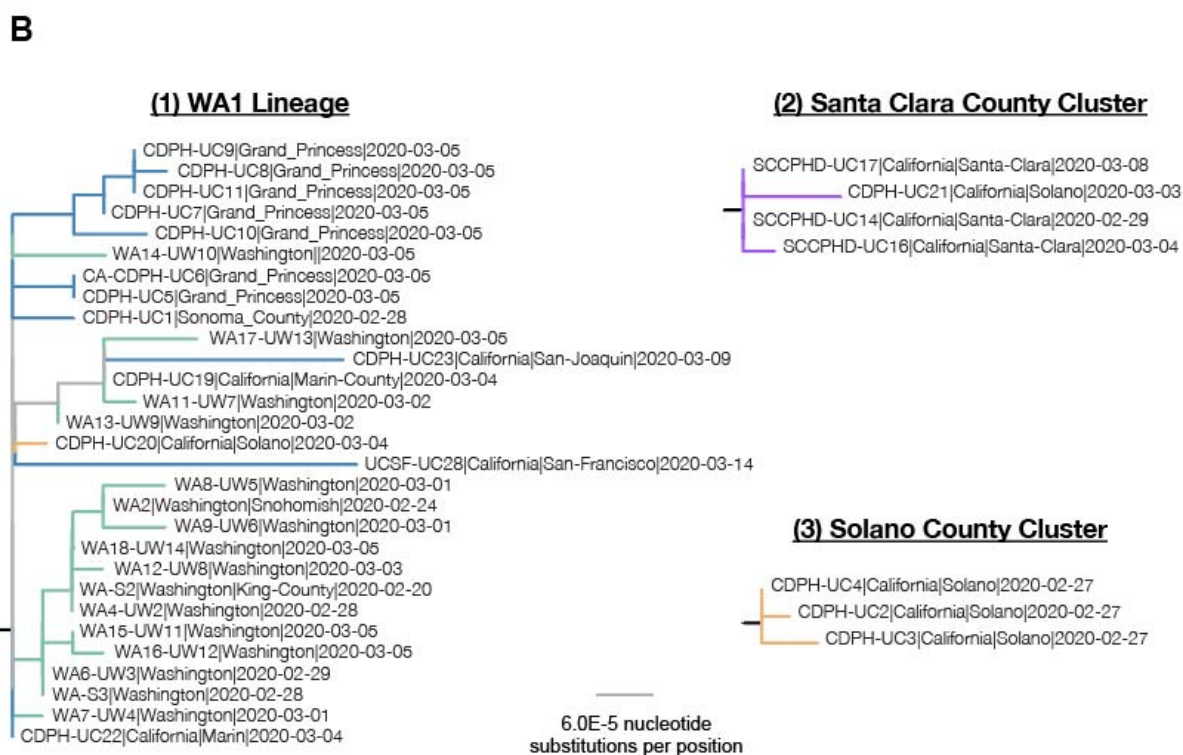 B
(1) WA1 Lineage
CDPH-UC9|Grand_Princess|2020-03-05
CDPH-UC8|Grand_Princess|2020-03-05
CDPH-UC11|Grand_Princess|2020-03-05
CDPH-UC7|Grand_Princess|2020-03-05
CDPH-UC10|Grand_Princess|2020-03-05
WA14-UW10|Washington||2020-03-05
CA-CDPH-UC6|Grand_Princess|2020-03-05
CDPH-UC5|Grand_Princess|2020-03-05
CDPH-UC1|Sonoma_County|2020-02-28
WA17-UW13|Washington|2020-03-05
CDPH-UC23|California|San-Joaquin|2020-03-09
CDPH-UC19|California|Marin-County|2020-03-04
WA11-UW7|Washington|2020-03-02
WA13-UW9|Washington|2020-03-02
CDPH-UC20|California|Solano|2020-03-04
UCSF-UC28|California|San-Francisco|2020-03-14
WA8-UW5|Washington|2020-03-01
WA2|Washington|Snohomish|2020-02-24
WA9-UW6|Washington|2020-03-01
WA18-UW14|Washington|2020-03-05
WA12-UW8|Washington|2020-03-03
WA-S2|Washington|King-County|2020-02-20
WA4-UW2|Washington|2020-02-28
WA15-UW11|Washington|2020-03-05
WA16-UW12|Washington|2020-03-05
WA6-UW3|Washington|2020-02-29
WA-S3|Washington|2020-02-28
WA7-UW4|Washington|2020-03-01
CDPH-UC22|California|Marin|2020-03-04
(2) Santa Clara County Cluster
SCCPHD-UC17|California|Santa-Clara|2020-03-08
CDPH-UC21|California|Solano|2020-03-03
SCCPHD-UC14|California|Santa-Clara|2020-02-29
SCCPHD-UC16|California|Santa-Clara|2020-03-04
(3) Solano County Cluster
CDPH-UC4|California|Solano|2020-02-27
CDPH-UC2|California|Solano|2020-02-27
CDPH-UC3|California|Solano|2020-02-27
6.0E-5 nucleotide
substitutions per position